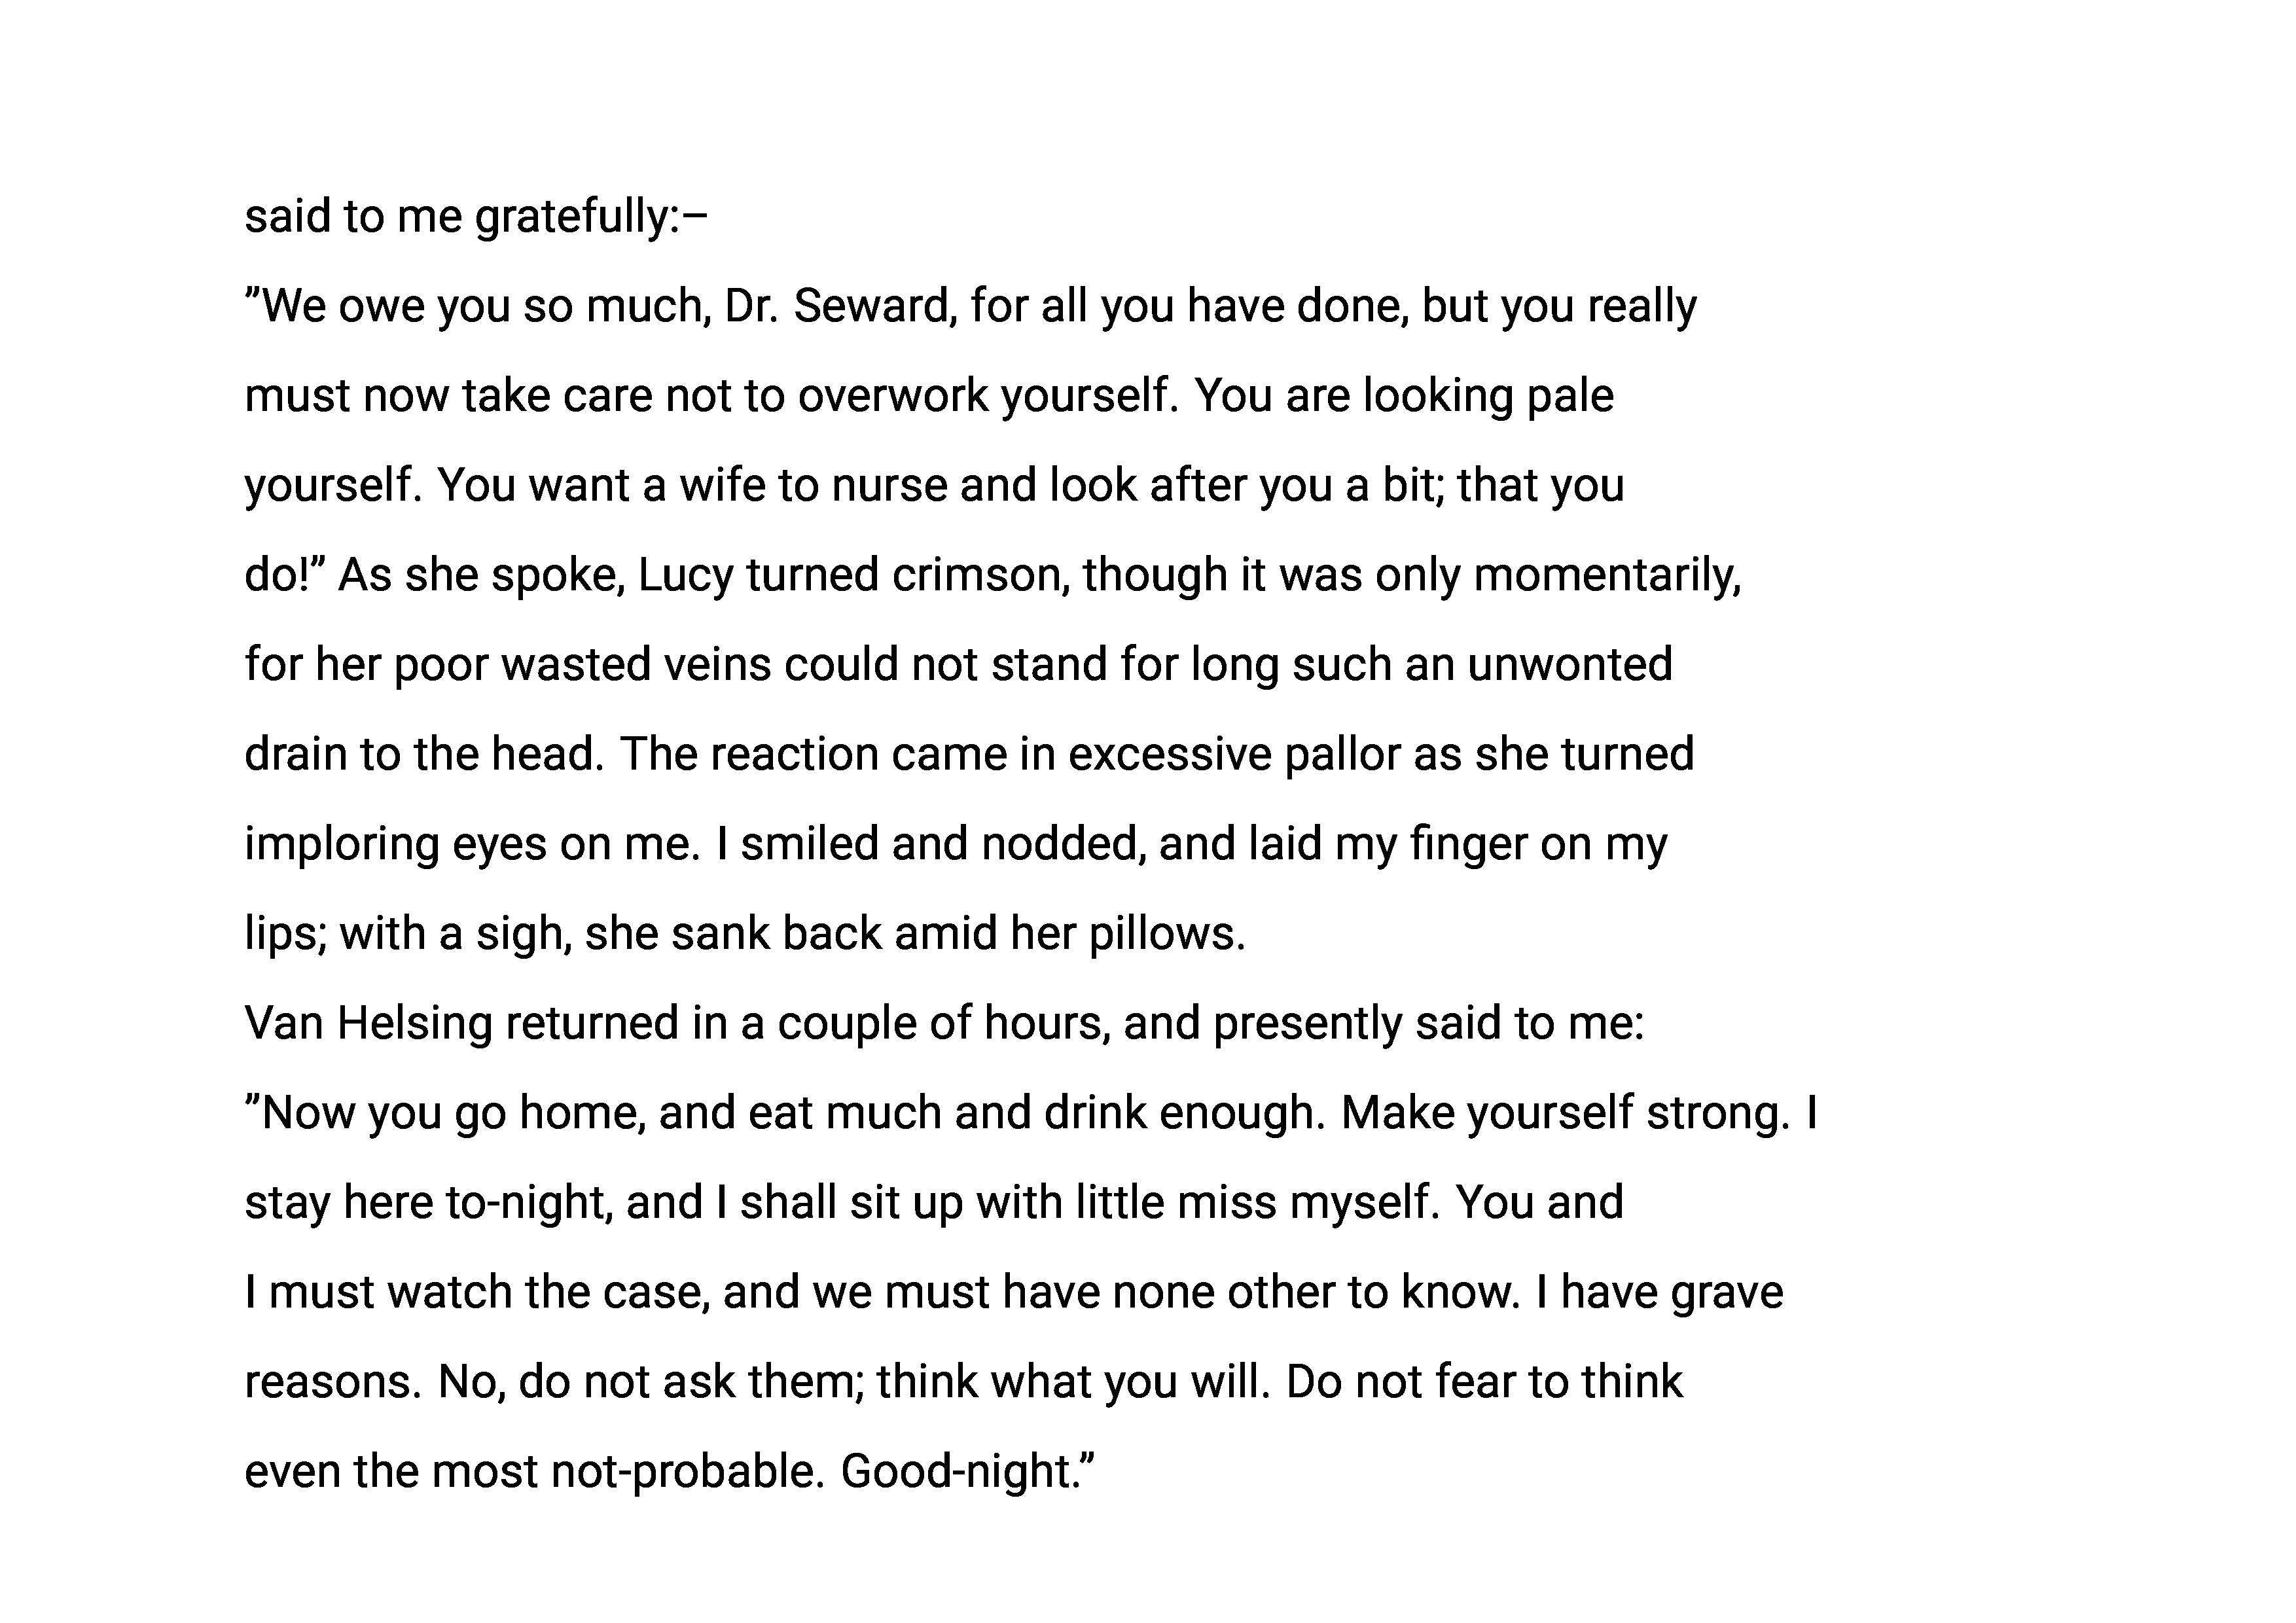 said to me gratefully:–
”We owe you so much, Dr. Seward, for all you have done, but you really
must now take care not to overwork yourself. You are looking pale
yourself. You want a wife to nurse and look after you a bit; that you
do!” As she spoke, Lucy turned crimson, though it was only momentarily,
for her poor wasted veins could not stand for long such an unwonted
drain to the head. The reaction came in excessive pallor as she turned
imploring eyes on me. I smiled and nodded, and laid my finger on my
lips; with a sigh, she sank back amid her pillows.
Van Helsing returned in a couple of hours, and presently said to me:
”Now you go home, and eat much and drink enough. Make yourself strong. I
stay here to-night, and I shall sit up with little miss myself. You and
I must watch the case, and we must have none other to know. I have grave
reasons. No, do not ask them; think what you will. Do not fear to think
even the most not-probable. Good-night.”